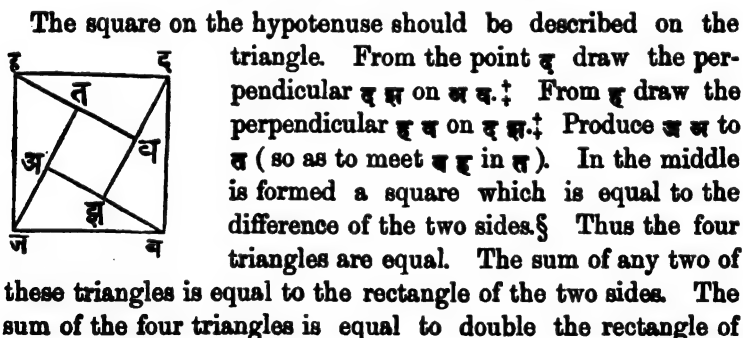 The square on the hypotenuse should be described on the
triangle. From the point द draw the per-
pendicular द झ on अ ब.‡ From ह draw the
perpendicular ह व on द झ.‡ Produce ज अ to
त ( so as to meet व ह in त ). In the middle
is formed a square which is equal to the
difference of the two sides.§ Thus the four
triangles are equal. The sum of any two of
these triangles is equal to the rectangle of the two sides. The
sum of the four triangles is equal to double the rectangle of
ह द
त
व
अ
झ
ज ब